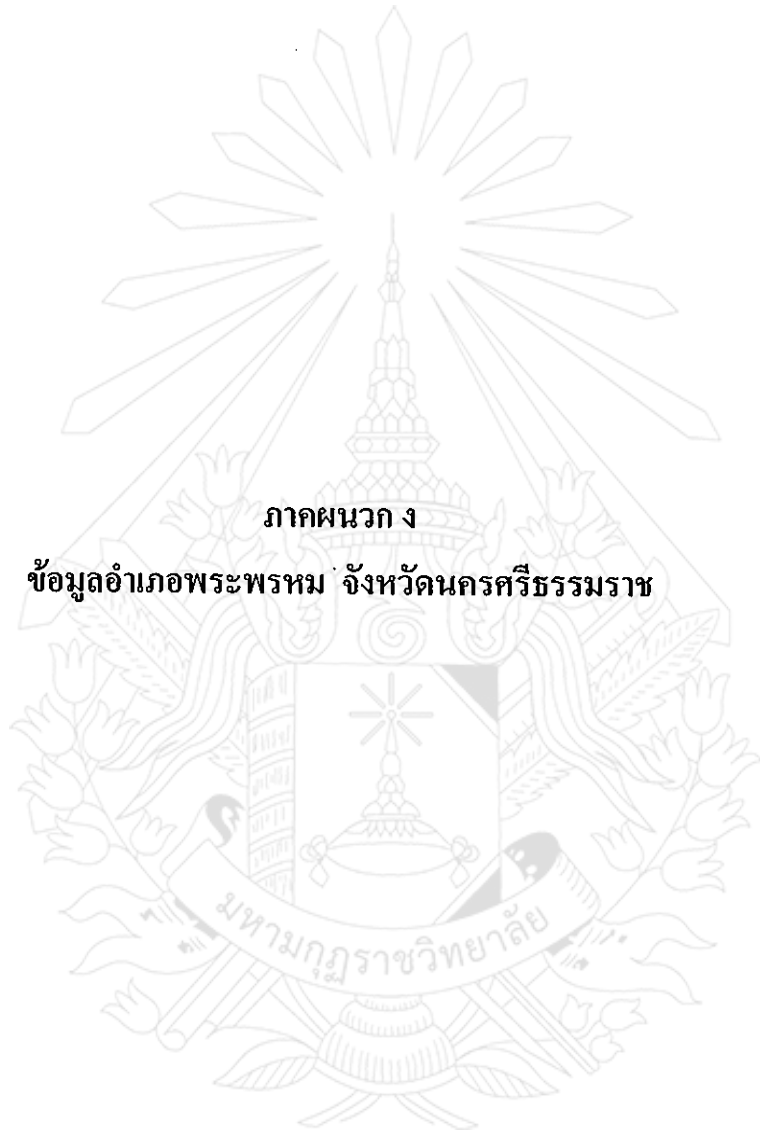 ภาคผนวก ง
ข้อมูลอำเภอพระพรหม จังหวัดนครศรีธรรมราช
มหามกุฏราชวิทยาลัย